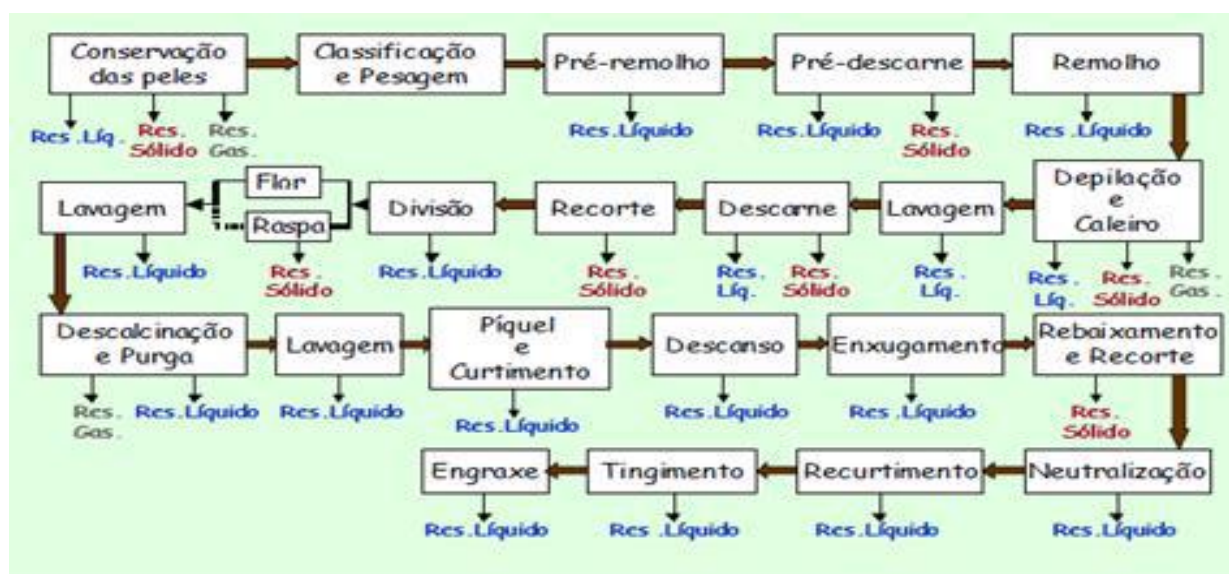 Conservação
das peles
Classificação
e Pesagem
Pré-remolho
Pré-descarne
Remolho
Res.Líq.
Res.
Sólido
Res.
Gas.
Res.Líquido
Res.Líquido
Res.
Sólido
Res.Líquido
Depilação
e
Caleiro
Lavagem
Descarne
Recorte
Divisão
Flor
Raspa
Lavagem
Res.
Líq.
Res.
Sólido
Res.
Gas.
Res.
Líq.
Res.
Líq.
Res.
Sólido
Res.
Sólido
Res.Líquido
Res.
Sólido
Res.Líquido
Descalcinação
e Purga
Lavagem
Píquel
e
Curtimento
Descanso
Enxugamento
Rebaixamento
e Recorte
Res.
Gas.
Res.Líquido
Res.Líquido
Res.Líquido
Res.Líquido
Res.Líquido
Res.
Sólido
Neutralização
Recurtimento
Tingimento
Engraxe
Res.Líquido
Res.Líquido
Res.Líquido
Res.Líquido